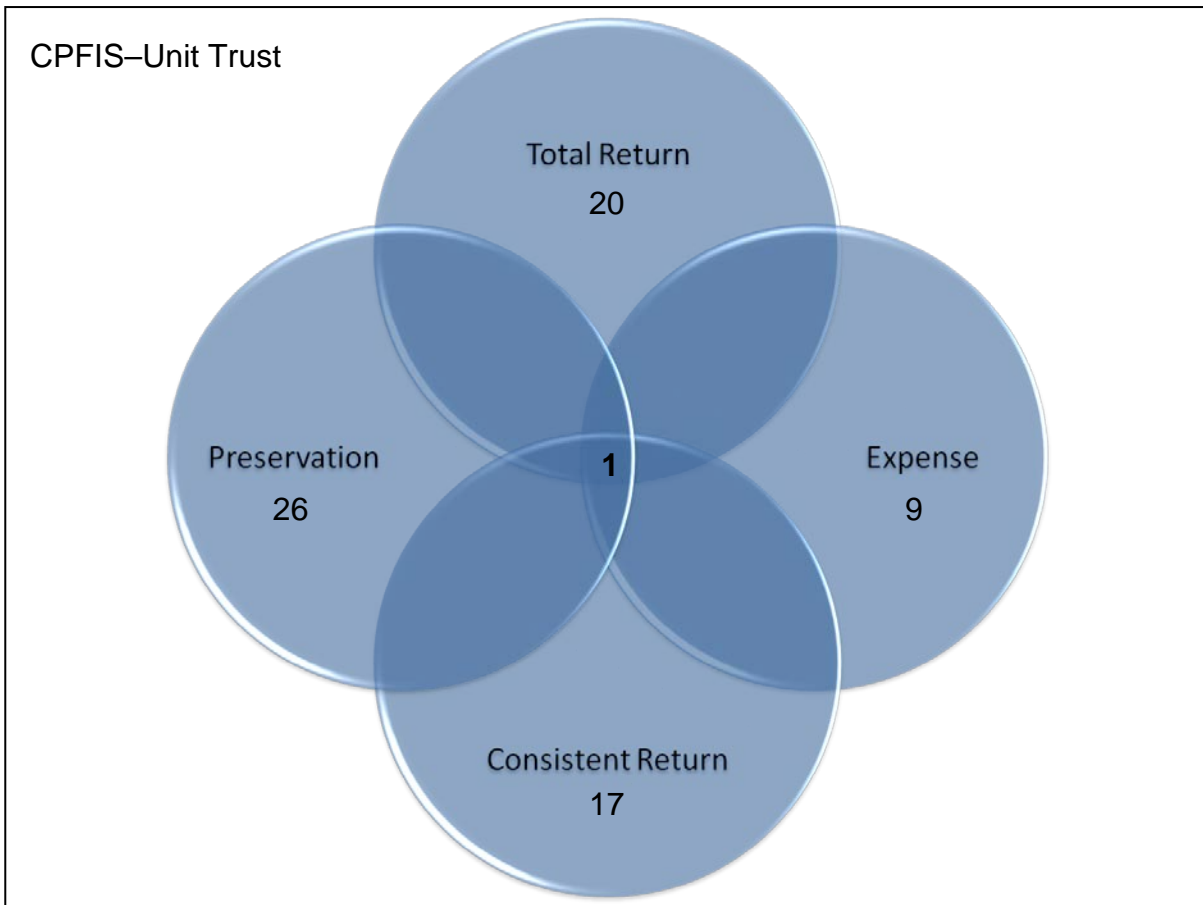 CPFIS–Unit Trust
Total Return
20
Preservation
26
1
Expense
9
Consistent Return
17